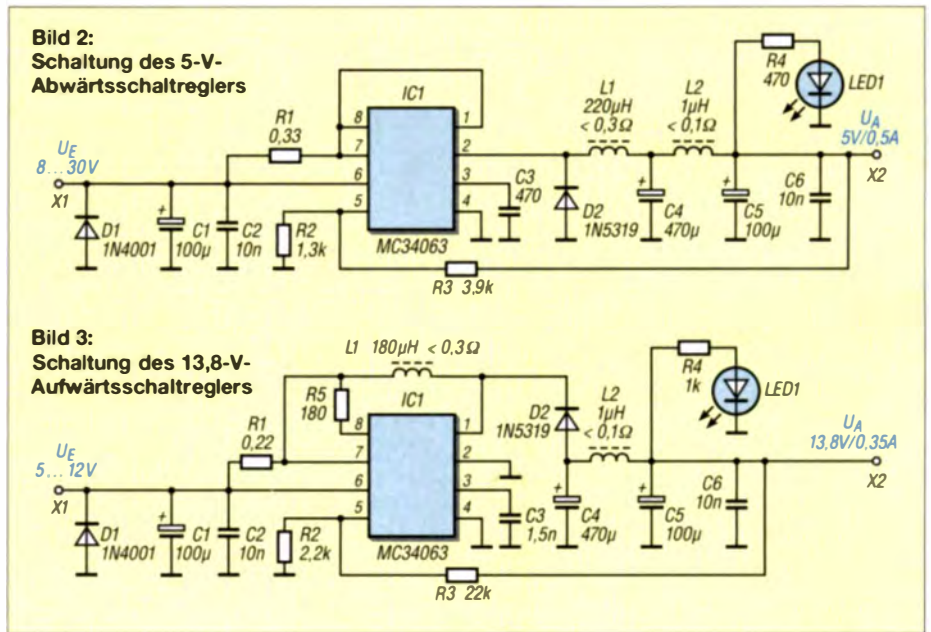 Bild 2:
Schaltung des 5-V-
Abwärtsschaltreglers
R4
470
LED1
IC1
L1
220µH
< 0,3 Ω
L2
1µH
< 0,1Ω
R1
0,33
UE
8...30V
X1
8
7
6
5
1
2
3
4
UA
5V/0,5A
X2
C3
470
D1
1N4001
+
C1
100µ
C2
10n
R2
1,3k
MC34063
D2
1N5319
+
C4
470µ
+
C5
100µ
C6
10n
R3 3,9k
Bild 3:
Schaltung des 13,8-V-
Aufwärtsschaltreglers
L1 180µH < 0,3Ω
R4
1k
LED1
R5
180
IC1
R1
0,22
D2
1N5319
L2
1µH
<0,1Ω
UE
5...12V
X1
8
7
6
5
1
2
3
4
UA
13,8V/0,35A
X2
D1
1N4001
+
C1
100µ
C2
10n
R2
2,2k
MC34063
C3
1,5n
+
C4
470µ
+
C5
100µ
C6
10n
R3 22k